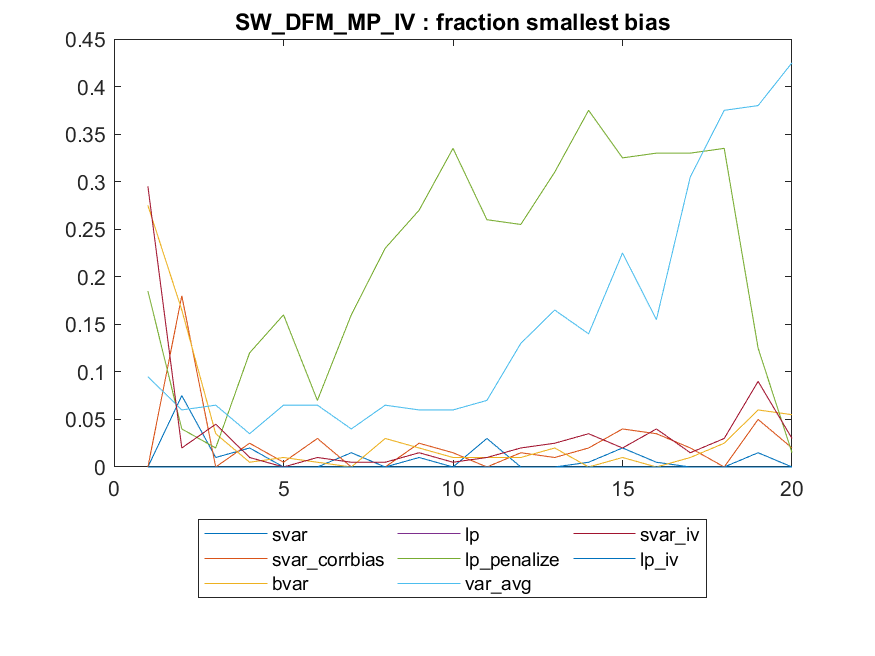 SW_DFM_MP_IV : fraction smallest bias
0.45
0.4
0.35
0.3
0.25
0.2
0.15
0.1
0.05
0
0 5 10 15 20
svar lp svar_iv
svar_corrbias lp_penalize lp_iv
bvar var_avg